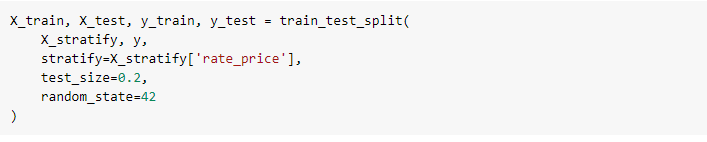 X_train, X_test, y_train, y_test = train_test_split(
    X_stratify, y,
    stratify=X_stratify['rate_price'],
    test_size=0.2,
    random_state=42
)